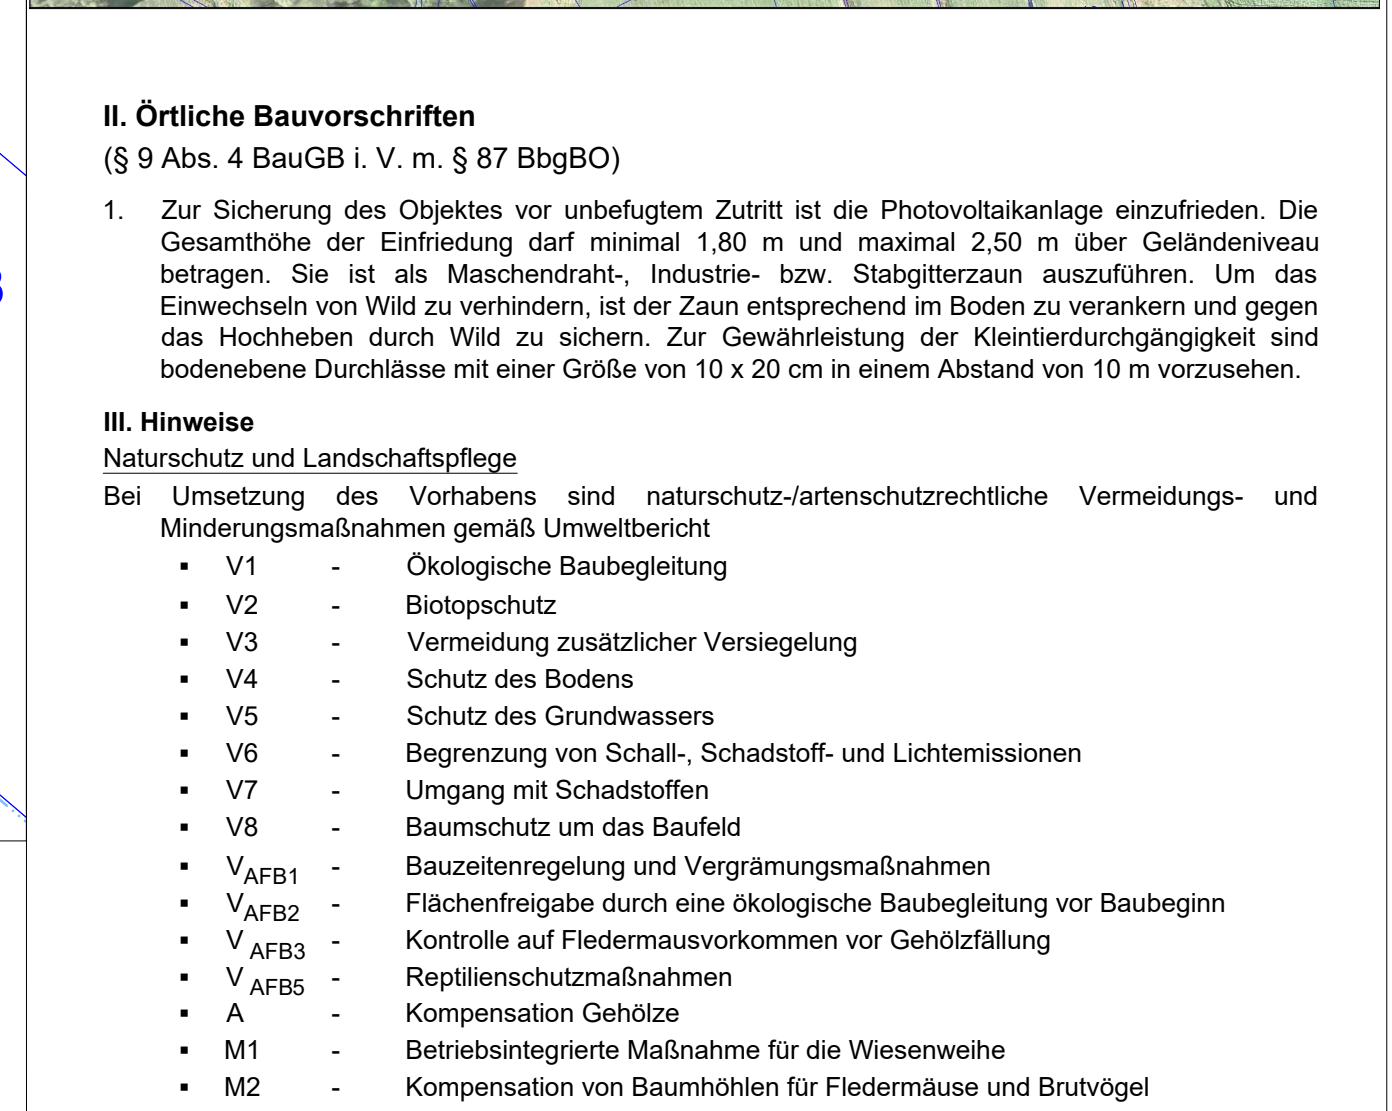 II. Örtliche Bauvorschriften
(§ 9 Abs. 4 BauGB i. V. m. § 87 BbgBO)
1. Zur Sicherung des Objektes vor unbefugtem Zutritt ist die Photovoltaikanlage einzufrieden. Die
Gesamthöhe der Einfriedung darf minimal 1,80 m und maximal 2,50 m über Geländeniveau
betragen. Sie ist als Maschendraht-, Industrie- bzw. Stabgitterzaun auszuführen. Um das
Einwechseln von Wild zu verhindern, ist der Zaun entsprechend im Boden zu verankern und gegen
das Hochheben durch Wild zu sichern. Zur Gewährleistung der Kleintierdurchgängigkeit sind
bodenebene Durchlässe mit einer Größe von 10 x 20 cm in einem Abstand von 10 m vorzusehen.
III. Hinweise
Naturschutz und Landschaftspflege
Bei Umsetzung des Vorhabens sind naturschutz-/artenschutzrechtliche Vermeidungs- und
Minderungsmaßnahmen gemäß Umweltbericht
▪ V1 - Ökologische Baubegleitung
▪ V2 - Biotopschutz
▪ V3 - Vermeidung zusätzlicher Versiegelung
▪ V4 - Schutz des Bodens
▪ V5 - Schutz des Grundwassers
▪ V6 - Begrenzung von Schall-, Schadstoff- und Lichtemissionen
▪ V7 - Umgang mit Schadstoffen
▪ V8 - Baumschutz um das Baufeld
▪ VAFB1 - Bauzeitenregelung und Vergrämungsmaßnahmen
▪ VAFB2 - Flächenfreigabe durch eine ökologische Baubegleitung vor Baubeginn
▪ V AFB3 - Kontrolle auf Fledermausvorkommen vor Gehölzfällung
▪ V AFB5 - Reptilienschutzmaßnahmen
▪ A - Kompensation Gehölze
▪ M1 - Betriebsintegrierte Maßnahme für die Wiesenweihe
▪ M2 - Kompensation von Baumhöhlen für Fledermäuse und Brutvögel